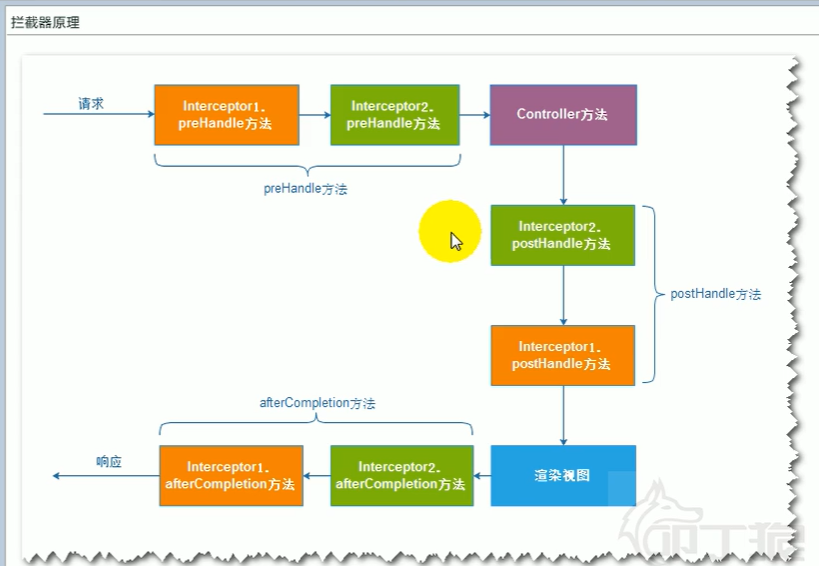 拦截器原理
请求
Interceptor1.
preHandle方法
Interceptor2.
preHandle方法
Controller方法
preHandle方法
Interceptor2.
postHandle方法
postHandle方法
Interceptor1.
postHandle方法
afterCompletion方法
响应
Interceptor1.
afterCompletion方法
Interceptor2.
afterCompletion方法
渲染视图
叩丁狼